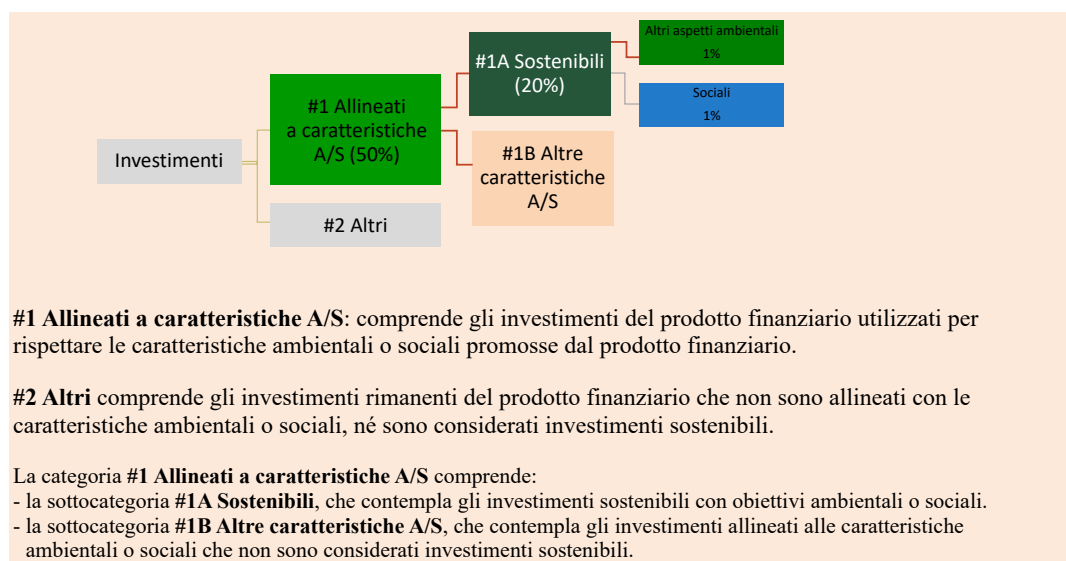 Altri aspetti ambientali
1%
#1A Sostenibili
(20%)
Sociali
1%
#1 Allineati
a caratteristiche
A/S (50%)
#1B Altre
caratteristiche
A/S
Investimenti
#2 Altri
#1 Allineati a caratteristiche A/S: comprende gli investimenti del prodotto finanziario utilizzati per
rispettare le caratteristiche ambientali o sociali promosse dal prodotto finanziario.
#2 Altri comprende gli investimenti rimanenti del prodotto finanziario che non sono allineati con le
caratteristiche ambientali o sociali, né sono considerati investimenti sostenibili.
La categoria #1 Allineati a caratteristiche A/S comprende:
- la sottocategoria #1A Sostenibili, che contempla gli investimenti sostenibili con obiettivi ambientali o sociali.
- la sottocategoria #1B Altre caratteristiche A/S, che contempla gli investimenti allineati alle caratteristiche
ambientali o sociali che non sono considerati investimenti sostenibili.